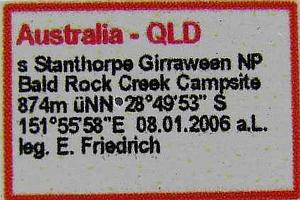 Australia - QLD
s Stanthorpe Girraween NP
Bald Rock Creek Campsite
874m üNN 28°49'53" S
151°55'58"E 08.01.2006 a.L.
leg. E. Friedrich